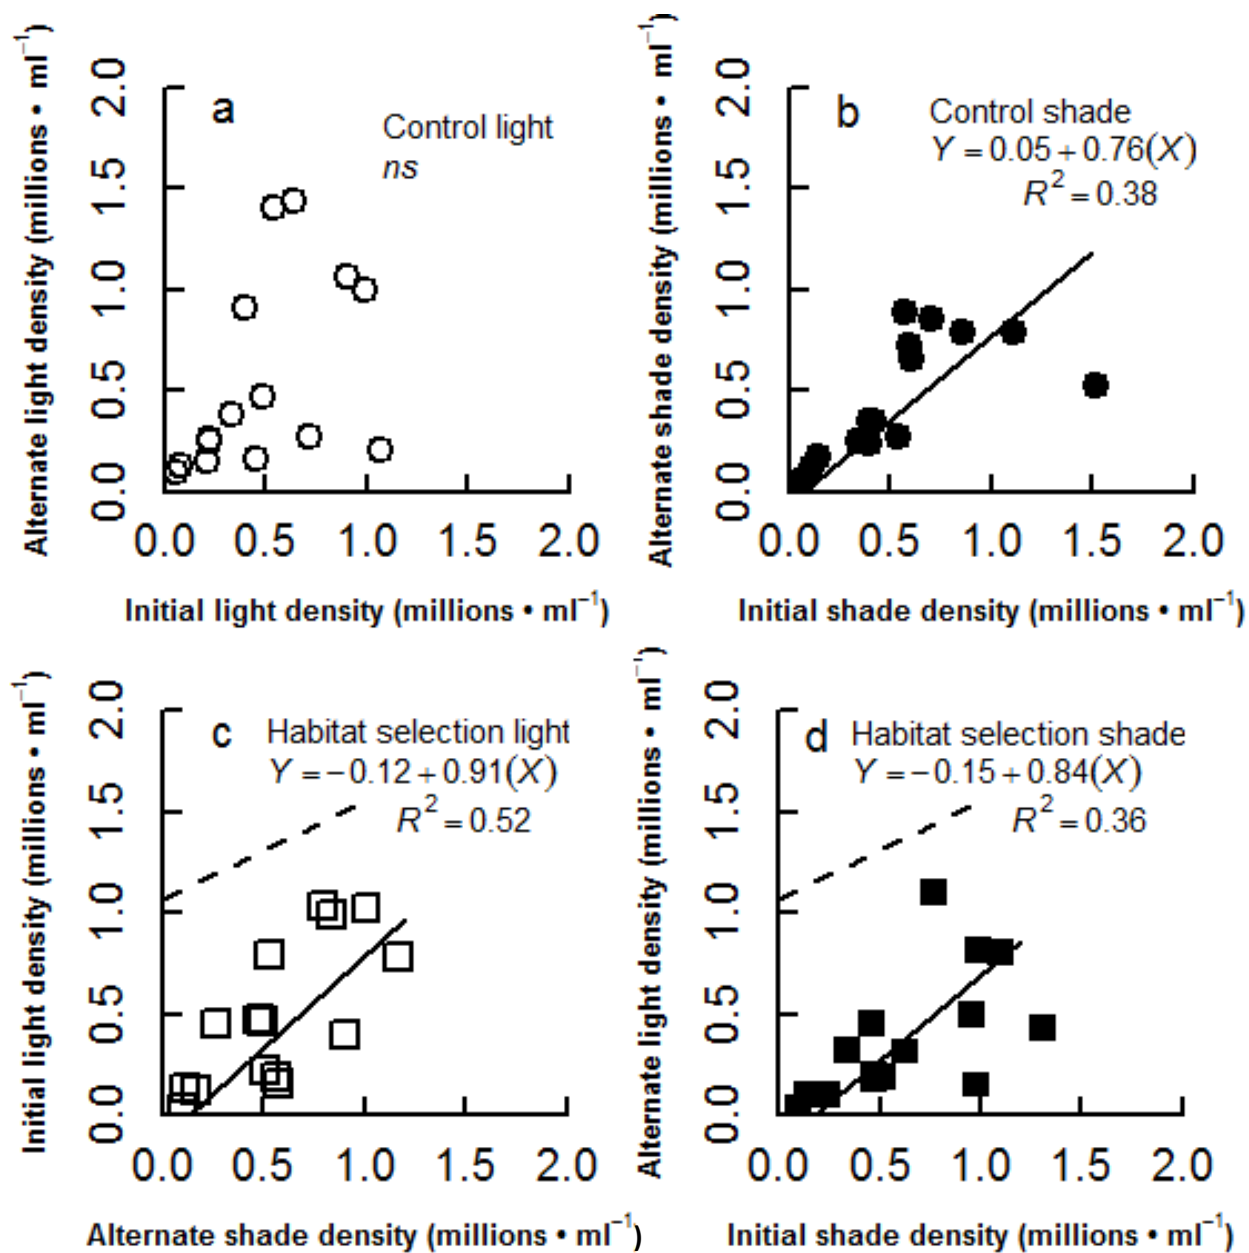 Alternate light density (millions • ml⁻¹)
2.0
1.5
1.0
0.5
0.0
a
Control light
ns
0.0 0.5 1.0 1.5 2.0
Initial light density (millions • ml⁻¹)
Alternate shade density (millions • ml⁻¹)
2.0
1.5
1.0
0.5
0.0
b
Control shade
Y = 0.05 + 0.76(X)
R² = 0.38
0.0 0.5 1.0 1.5 2.0
Initial shade density (millions • ml⁻¹)
Initial light density (millions • ml⁻¹)
2.0
1.5
1.0
0.5
0.0
c Habitat selection light
Y = −0.12 + 0.91(X)
R² = 0.52
0.0 0.5 1.0 1.5 2.0
Alternate shade density (millions • ml⁻¹)
Alternate light density (millions • ml⁻¹)
2.0
1.5
1.0
0.5
0.0
d Habitat selection shade
Y = −0.15 + 0.84(X)
R² = 0.36
0.0 0.5 1.0 1.5 2.0
Initial shade density (millions • ml⁻¹)